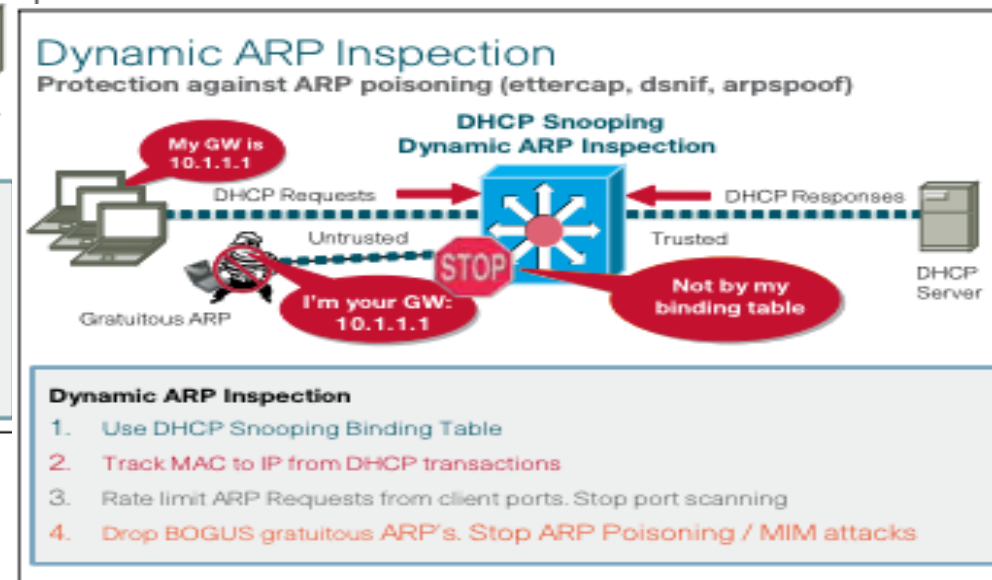 Dynamic ARP Inspection
Protection against ARP poisoning (ettercap, dsnif, arpspoof)
DHCP Snooping
Dynamic ARP Inspection
My GW is
10.1.1.1
DHCP Requests
DHCP Responses
Untrusted
Trusted
STOP
DHCP
Server
Not by my
binding table
I'm your GW:
10.1.1.1
Gratuitous ARP
Dynamic ARP Inspection
1. Use DHCP Snooping Binding Table
2. Track MAC to IP from DHCP transactions
3. Rate limit ARP Requests from client ports. Stop port scanning
4. Drop BOGUS gratuitous ARP's. Stop ARP Poisoning / MIM attacks